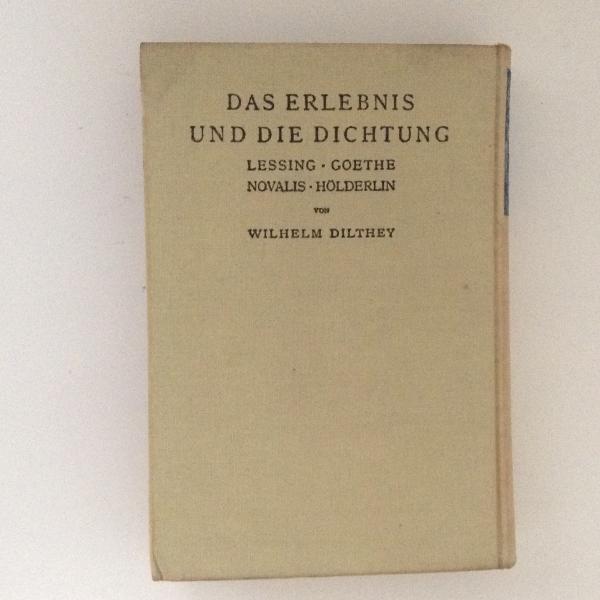 DAS ERLEBNIS
UND DIE DICHTUNG
LESSING · GOETHE
NOVALIS · HÖLDERLIN
VON
WILHELM DILTHEY